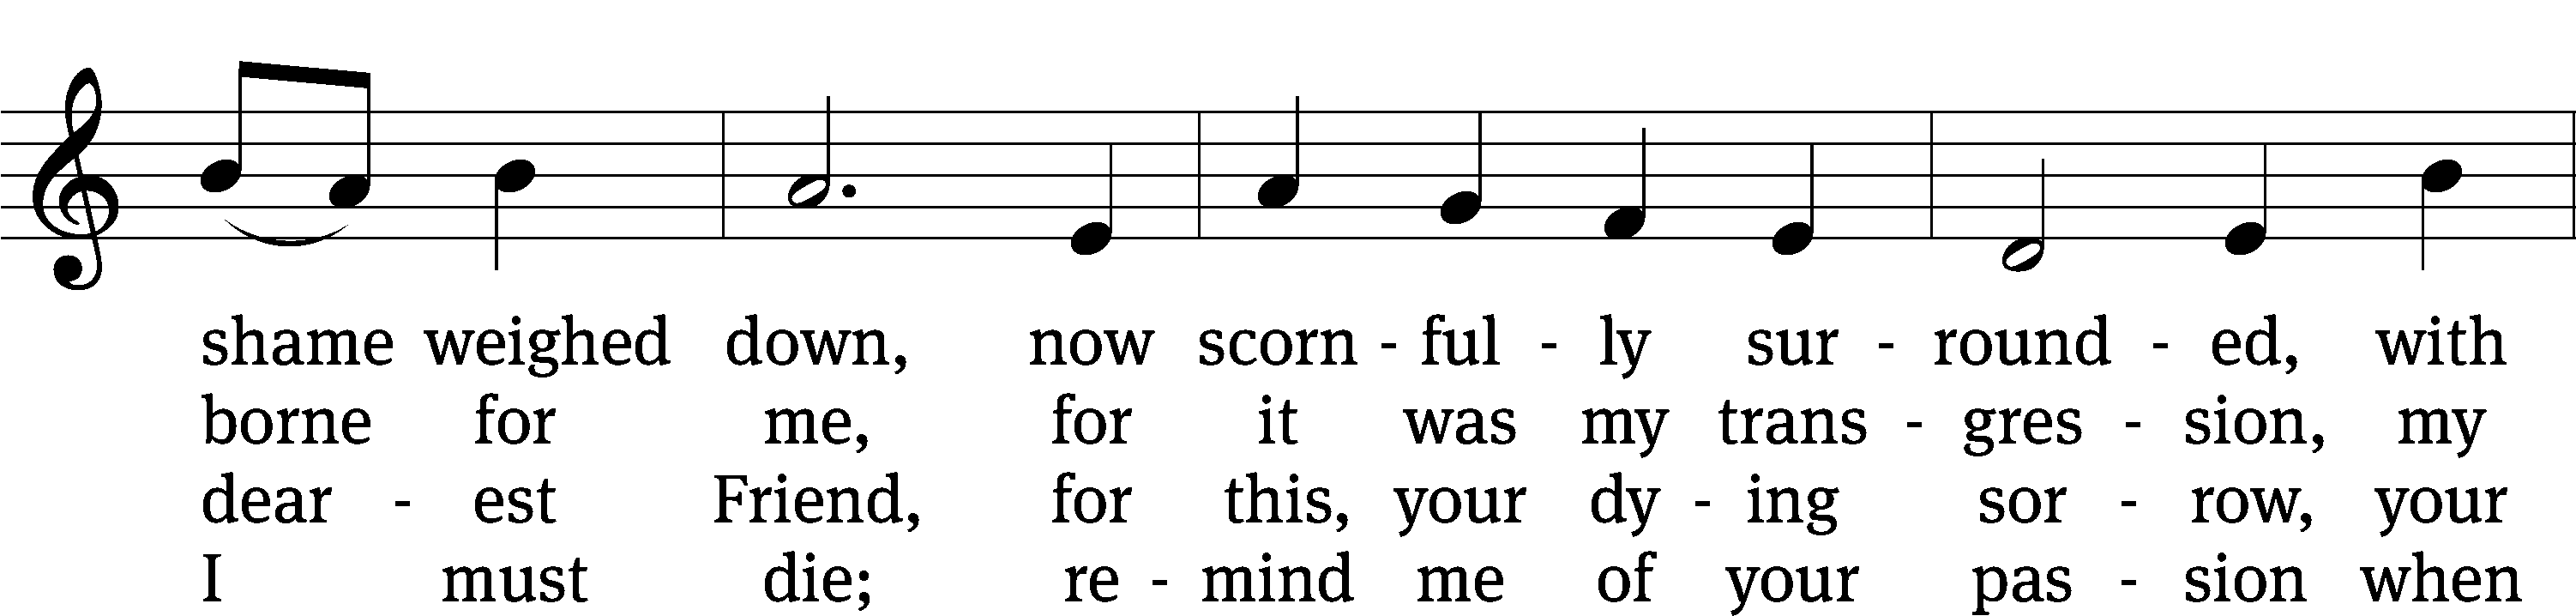 shame weighed down, now scorn - ful - ly sur - round - ed, with
borne for me, for it was my trans - gres - sion, my
dear - est Friend, for this, your dy - ing sor - row, your
I must die; re - mind me of your pas - sion when